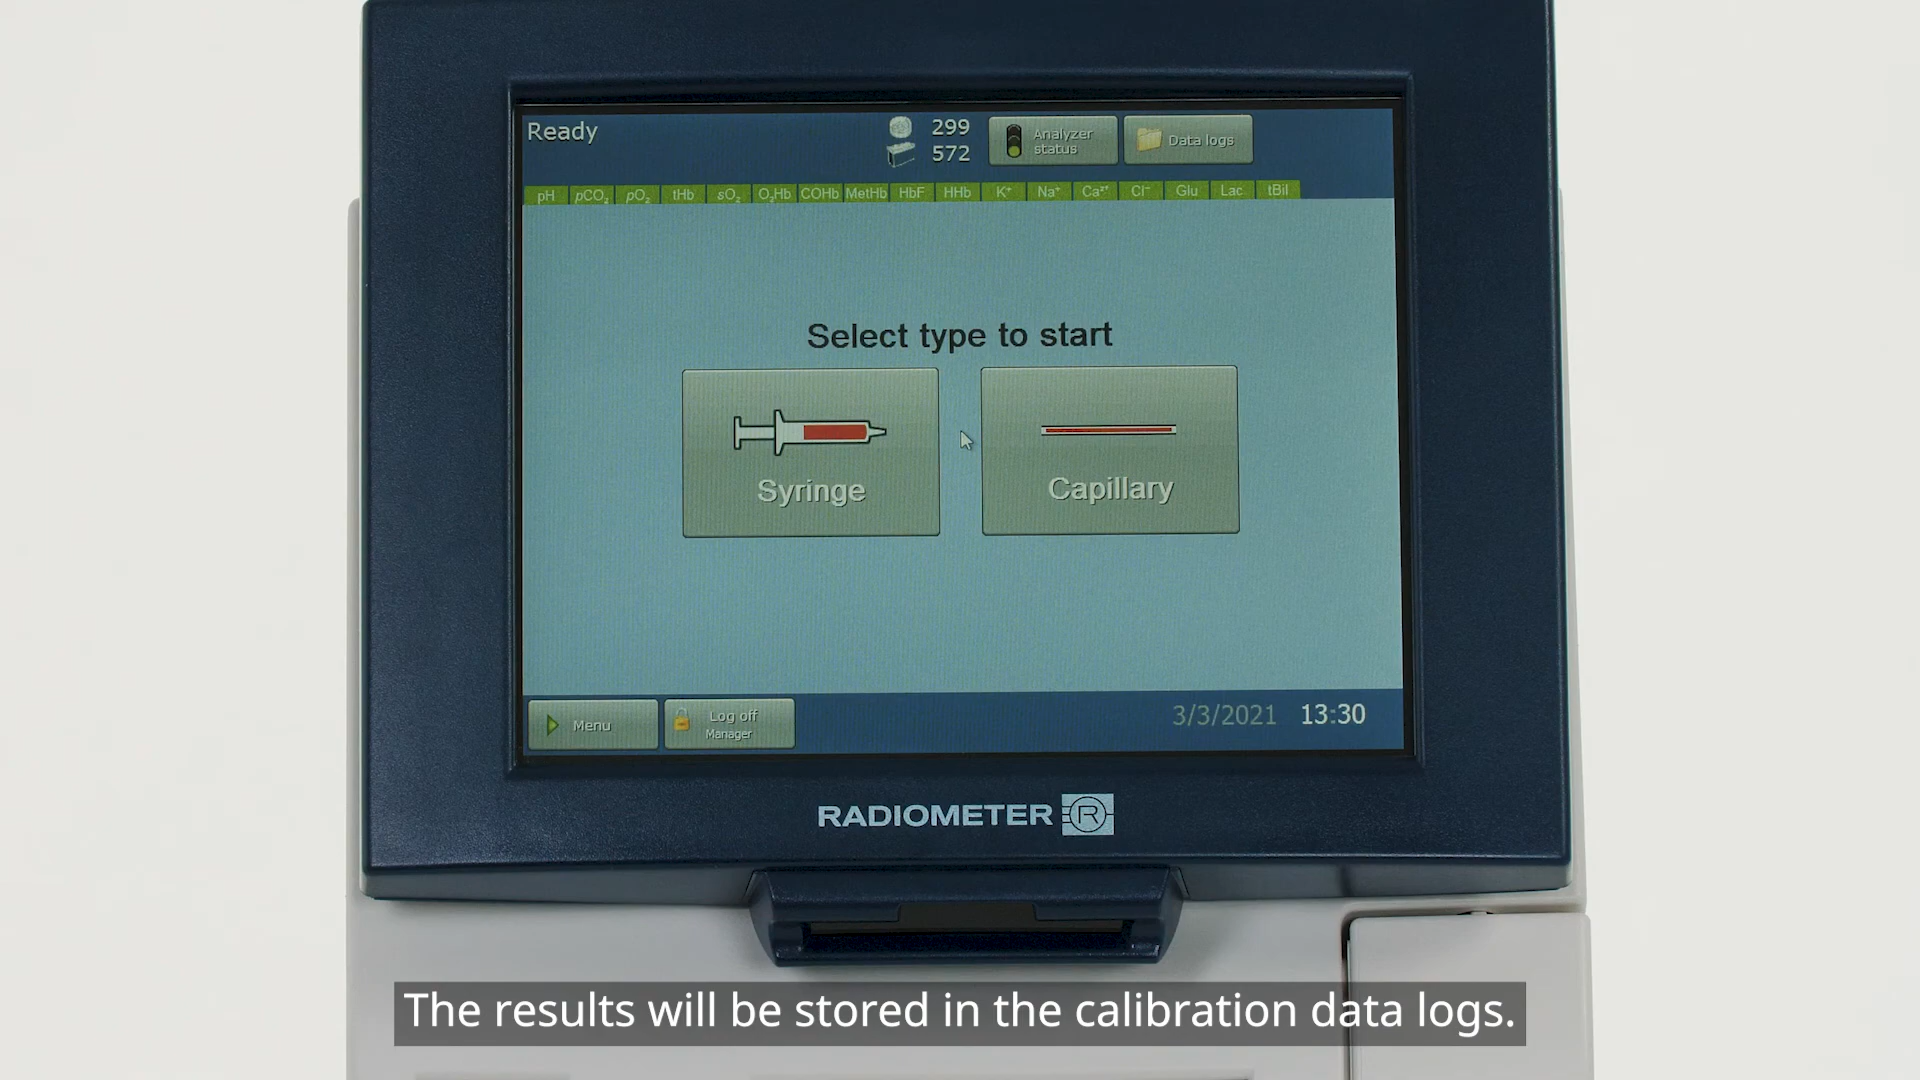 Ready
299
572
Analyzer
status
Data logs
pH pCO₂ pO₂ tHb sO₂ O₂Hb COHb MetHb HbF HHb K⁺ Na⁺ Ca²⁺ Cl⁻ Glu Lac tBil
Select type to start
Syringe
Capillary
Menu
Log off
Manager
3/3/2021 13:30
RADIOMETER R
The results will be stored in the calibration data logs.